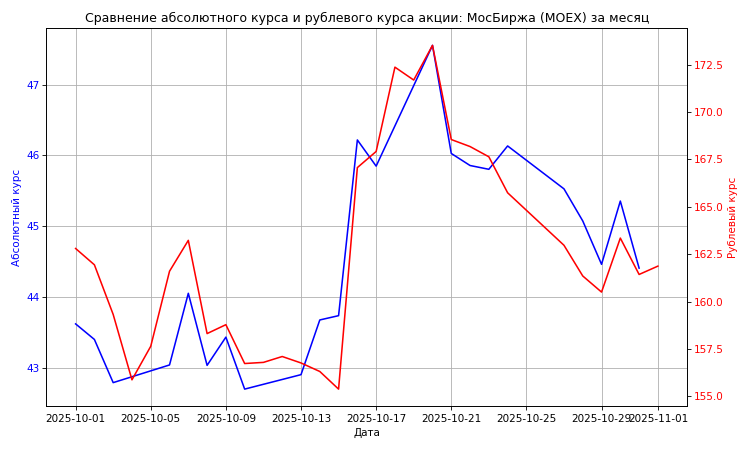 Сравнение абсолютного курса и рублевого курса акции: МосБиржа (MOEX) за месяц
Абсолютный курс
47
46
45
44
43
172.5
170.0
167.5
165.0
162.5
160.0
157.5
155.0
Рублевый курс
2025-10-01 2025-10-05 2025-10-09 2025-10-13 2025-10-17 2025-10-21 2025-10-25 2025-10-29 2025-11-01
Дата